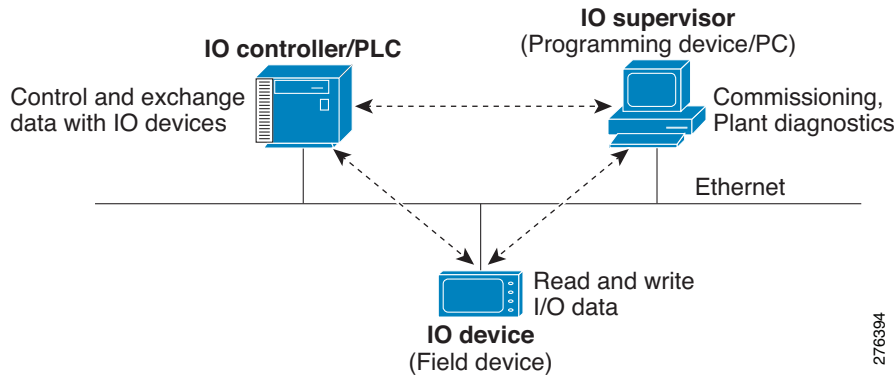 IO supervisor
(Programming device/PC)
IO controller/PLC
Control and exchange
data with IO devices
Commissioning,
Plant diagnostics
Ethernet
Read and write
I/O data
IO device
(Field device)
276394